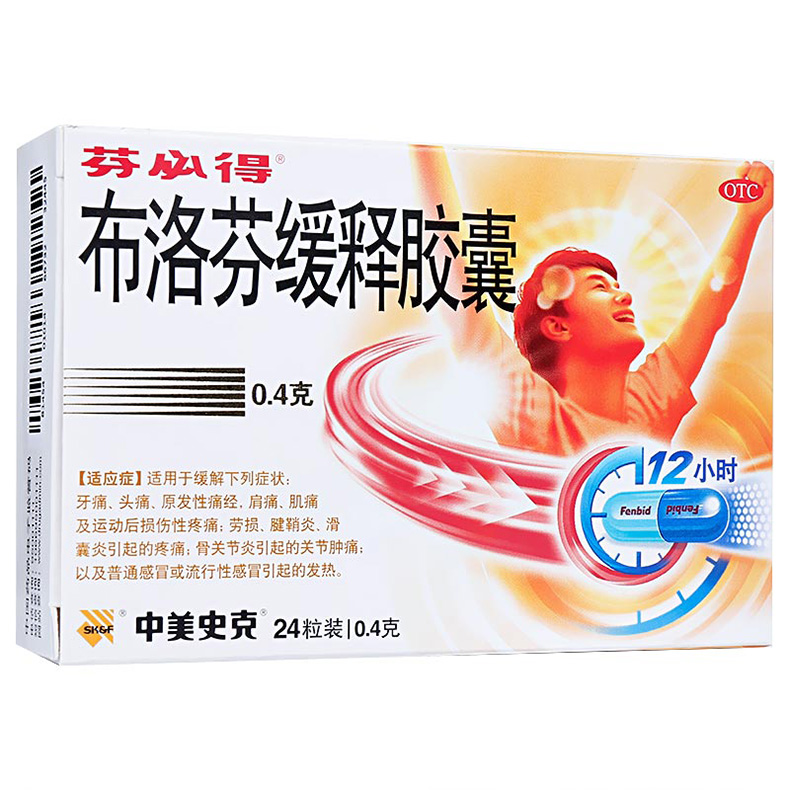 芬必得®
OTC
布洛芬缓释胶囊
0.4克
12小时
Fenbid Fenbid
【适应症】适用于缓解下列症状:
牙痛、头痛、原发性痛经、肩痛、肌痛
及运动后损伤性疼痛;劳损、腱鞘炎、滑
囊炎引起的疼痛;骨关节炎引起的关节肿痛;
以及普通感冒或流行性感冒引起的发热。
SK&F® 中美史克® 24粒装|0.4克